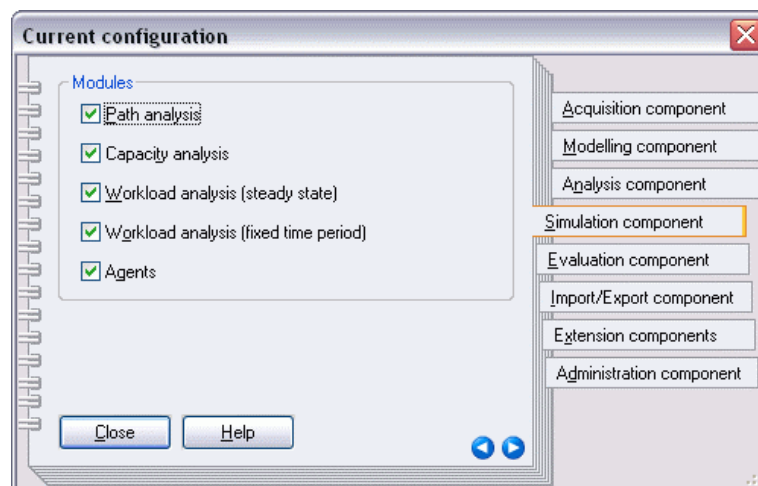 Current configuration
Modules
Path analysis
Capacity analysis
Workload analysis (steady state)
Workload analysis (fixed time period)
Agents
Close
Help
Acquisition component
Modelling component
Analysis component
Simulation component
Evaluation component
Import/Export component
Extension components
Administration component